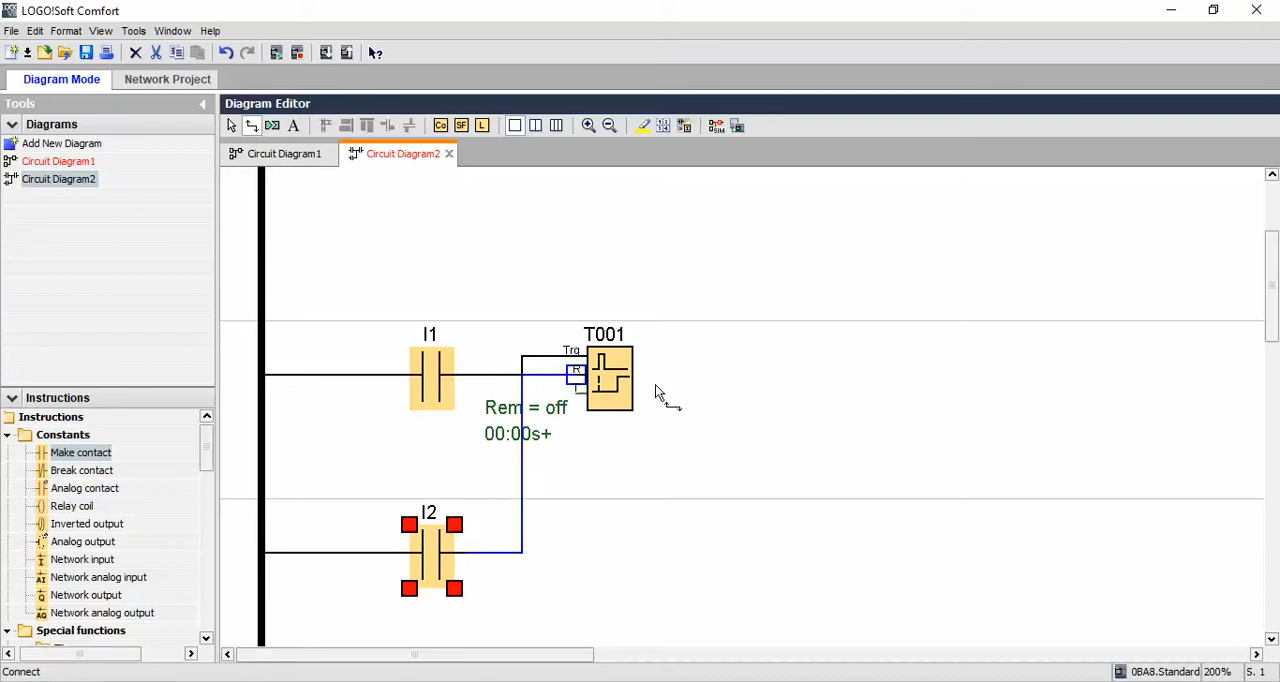 LOGO!Soft Comfort
File Edit Format View Tools Window Help
Diagram Mode Network Project
Tools
Diagrams
Add New Diagram
Circuit Diagram1
Circuit Diagram2
Instructions
Instructions
Constants
Make contact
Break contact
Analog contact
Relay coil
Inverted output
Analog output
Network input
Network analog input
Network output
Network analog output
Special functions
Diagram Editor
A Co SF L
SIM
Circuit Diagram1 Circuit Diagram2
I1
T001
Trg
R
T
Rem = off
00:00s+
I2
Connect
0BA8.Standard 200% S. 1